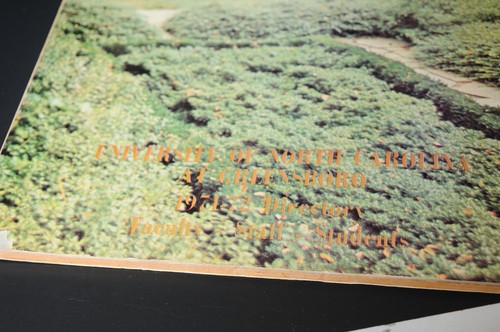 UNIVERSITY OF NORTH CAROLINA
AT GREENSBORO
1971-72 Directory
Faculty - Staff - Students